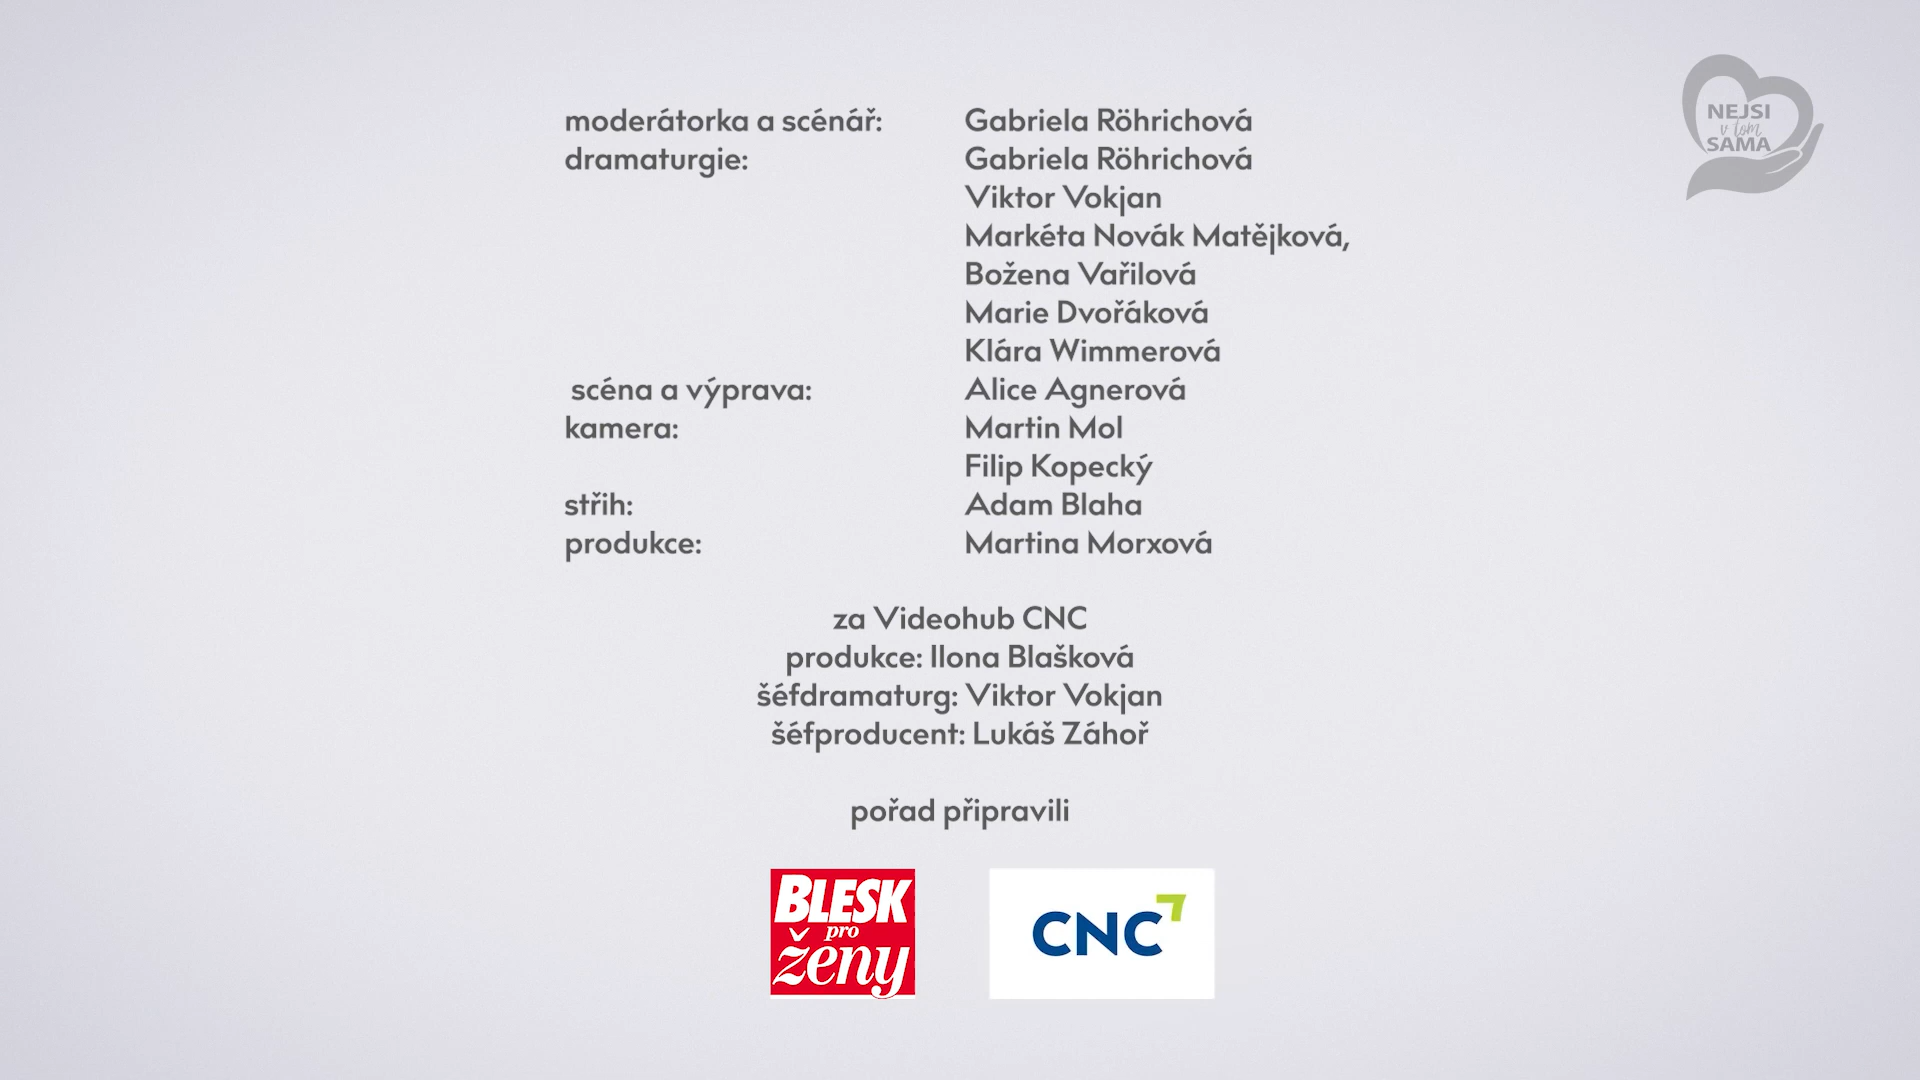 NEJSI
v tom
SAMA
moderátorka a scénář: Gabriela Röhrichová
dramaturgie: Gabriela Röhrichová
Viktor Vokjan
Markéta Novák Matějková,
Božena Vařilová
Marie Dvořáková
Klára Wimmerová
scéna a výprava: Alice Agnerová
kamera: Martin Mol
Filip Kopecký
střih: Adam Blaha
produkce: Martina Morxová
za Videohub CNC
produkce: Ilona Blašková
šéfdramaturg: Viktor Vokjan
šéfproducent: Lukáš Záhoř
pořad připravili
BLESK
pro
ženy
CNC